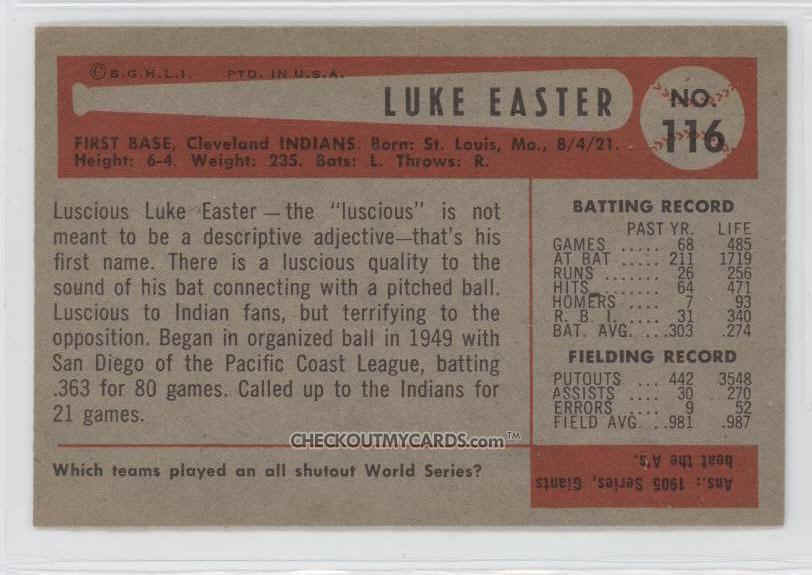 ©B.G.H.L.I. PTD. IN U.S.A.
LUKE EASTER
NO.
116
FIRST BASE, Cleveland INDIANS. Born: St. Louis, Mo., 8/4/21.
Height: 6-4. Weight: 235. Bats: L. Throws: R.
Luscious Luke Easter — the "luscious" is not
meant to be a descriptive adjective—that's his
first name. There is a luscious quality to the
sound of his bat connecting with a pitched ball.
Luscious to Indian fans, but terrifying to the
opposition. Began in organized ball in 1949 with
San Diego of the Pacific Coast League, batting
.363 for 80 games. Called up to the Indians for
21 games.
BATTING RECORD
PAST YR. LIFE
GAMES ..... 68 485
AT BAT ..... 211 1719
RUNS ....... 26 256
HITS ....... 64 471
HOMERS .... 7 93
R. B. I. .... 31 340
BAT. AVG. ...303 .274
FIELDING RECORD
PUTOUTS ... 442 3548
ASSISTS .... 30 270
ERRORS .... 9 52
FIELD AVG. ..981 .987
CHECKOUTMYCARDS.com™
Which teams played an all shutout World Series?
Ans.: 1905 Series, Giants
beat the A's.